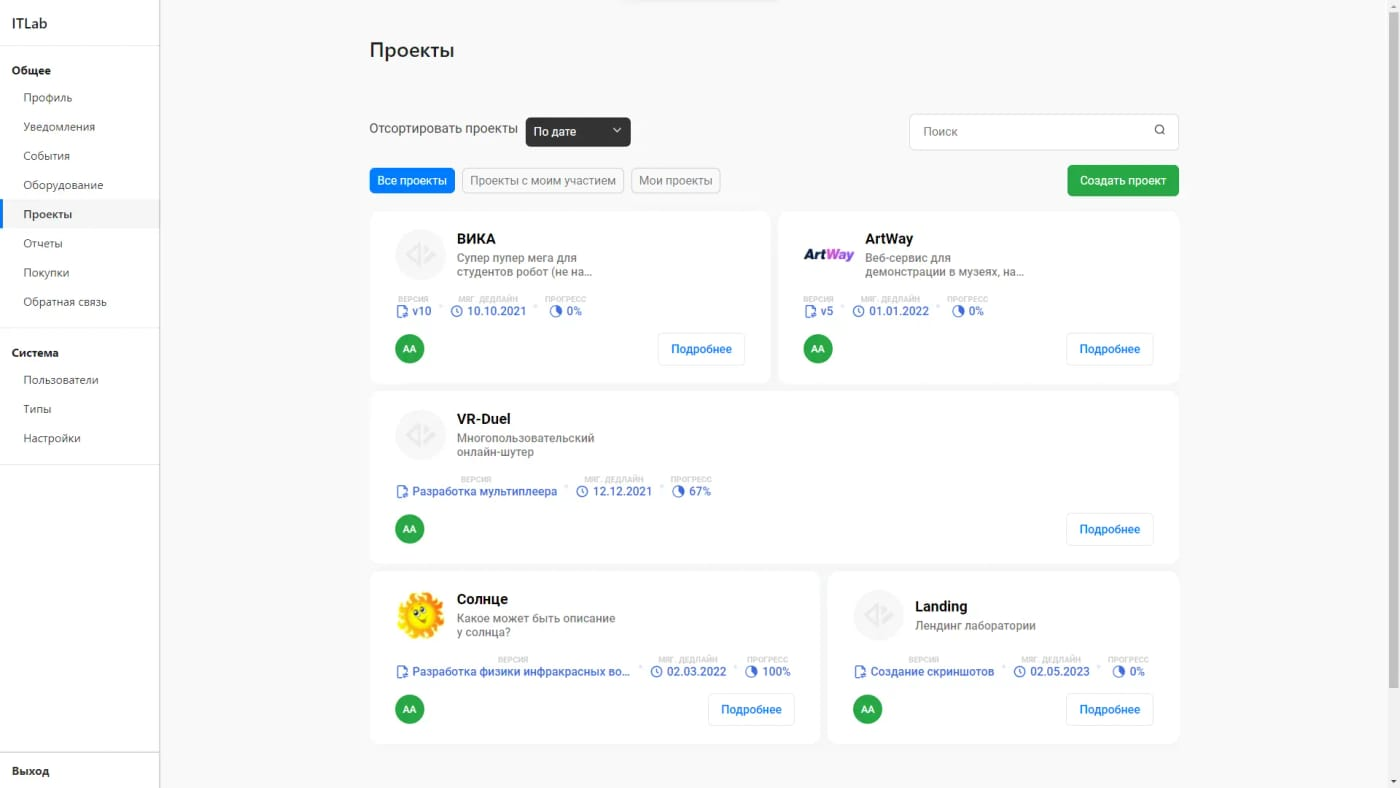 ITLab
Общее
Профиль
Уведомления
События
Оборудование
Проекты
Отчеты
Покупки
Обратная связь
Система
Пользователи
Типы
Настройки
Выход
Проекты
Отсортировать проекты
По дате
Поиск
Все проекты
Проекты с моим участием
Мои проекты
Создать проект
ВИКА
Супер пупер мега для
студентов робот (не на...
ВЕРСИЯ МЯГ. ДЕДЛАЙН ПРОГРЕСС
v10 10.10.2021 0%
AA
Подробнее
ArtWay
ArtWay
Веб-сервис для
демонстрации в музеях, на...
ВЕРСИЯ МЯГ. ДЕДЛАЙН ПРОГРЕСС
v5 01.01.2022 0%
AA
Подробнее
VR-Duel
Многопользовательский
онлайн-шутер
ВЕРСИЯ МЯГ. ДЕДЛАЙН ПРОГРЕСС
Разработка мультиплеера 12.12.2021 67%
AA
Подробнее
Солнце
Какое может быть описание
у солнца?
ВЕРСИЯ МЯГ. ДЕДЛАЙН ПРОГРЕСС
Разработка физики инфракрасных во... 02.03.2022 100%
AA
Подробнее
Landing
Лендинг лаборатории
ВЕРСИЯ МЯГ. ДЕДЛАЙН ПРОГРЕСС
Создание скриншотов 02.05.2023 0%
AA
Подробнее